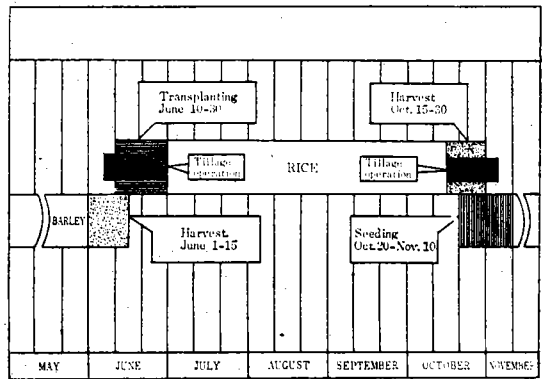 Transplanting
June 10-30
Harvest
Oct. 15-30
Tillage
operation
RICE
Tillage
operation
BARLEY
Harvest
June 1-15
Seeding
Oct. 20-Nov. 10
MAY
JUNE
JULY
AUGUST
SEPTEMBER
OCTOBER
NOVEMBER